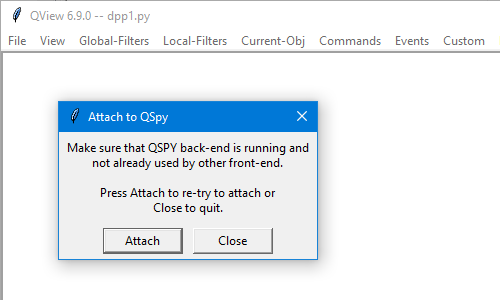 QView 6.9.0 -- dpp1.py
File View Global-Filters Local-Filters Current-Obj Commands Events Custom
Attach to QSpy
Make sure that QSPY back-end is running and
not already used by other front-end.
Press Attach to re-try to attach or
Close to quit.
Attach Close